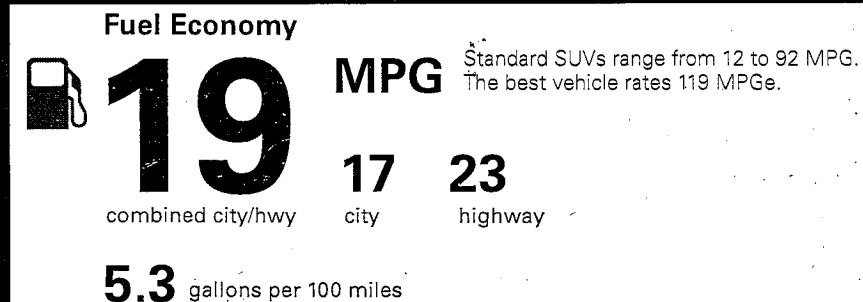 Fuel Economy
19 MPG
Standard SUVs range from 12 to 92 MPG.
The best vehicle rates 119 MPGe.
17 23
combined city/hwy city highway
5.3 gallons per 100 miles